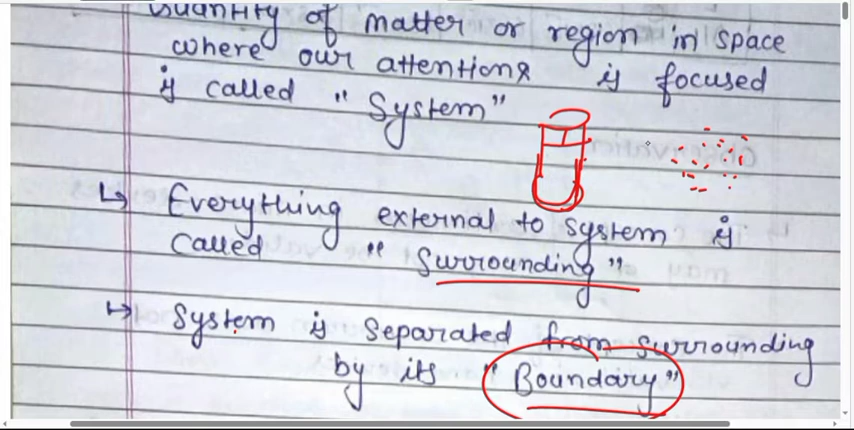 Quantity of matter or region in space
where our attention is focused
is called " System"
↳ Everything external to system is
Called " Surrounding "
↳ System is separated from surrounding
by its " Boundary"